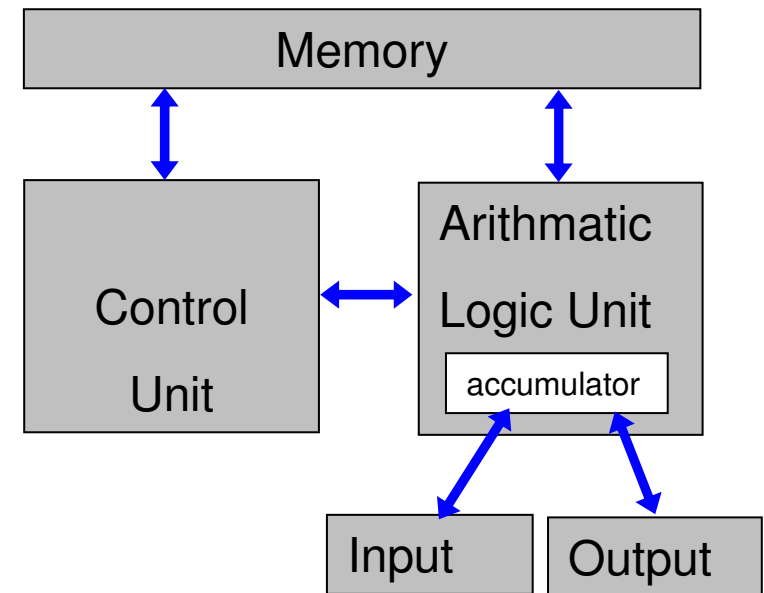 Memory
Control
Unit
Arithmatic
Logic Unit
accumulator
Input
Output